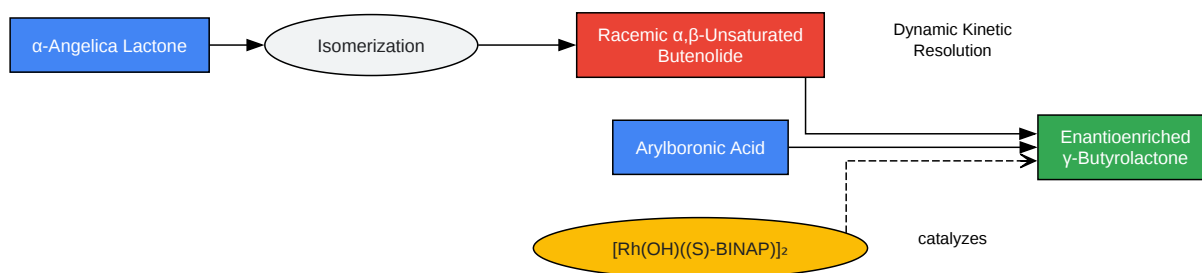 α-Angelica Lactone
Isomerization
Racemic α,β-Unsaturated
Butenolide
Dynamic Kinetic
Resolution
Arylboronic Acid
Enantioenriched
γ-Butyrolactone
[Rh(OH)((S)-BINAP)]₂
catalyzes